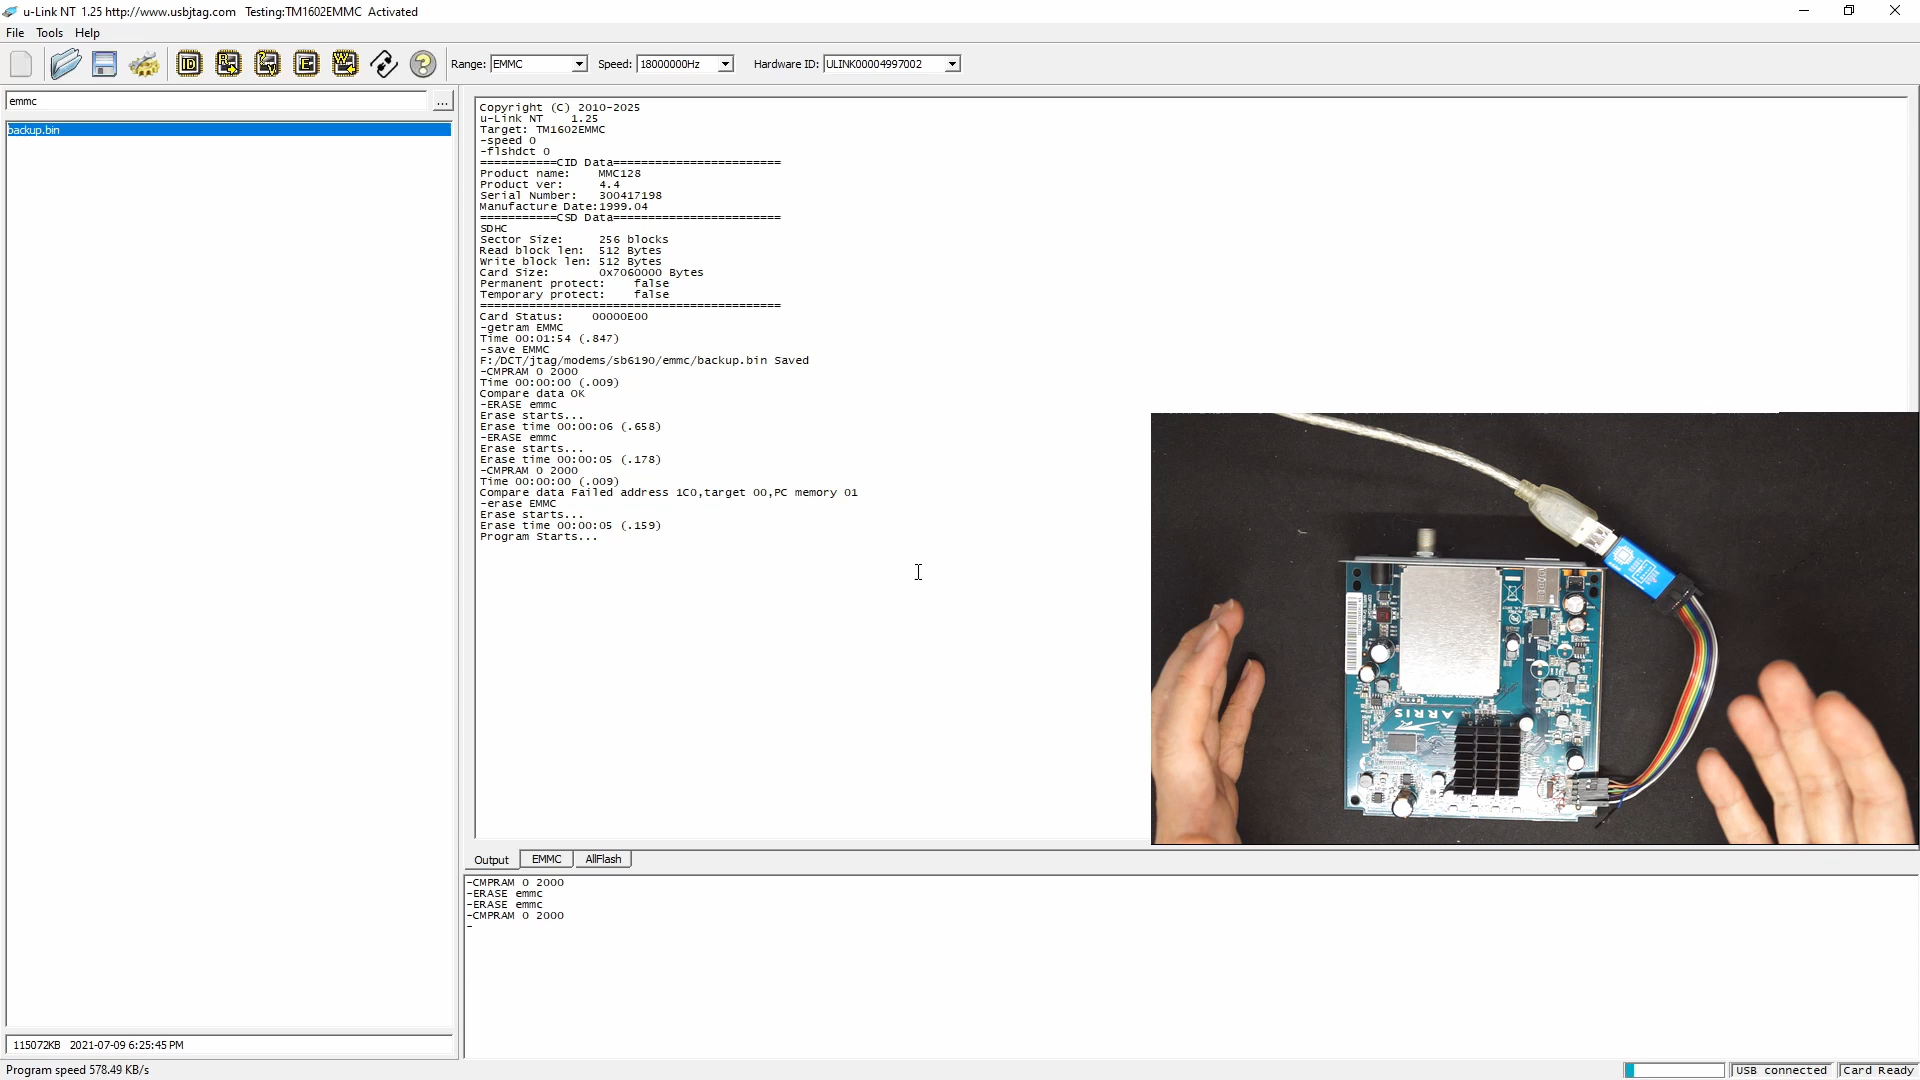 u-Link NT 1.25 http://www.usbjtag.com Testing:TM1602EMMC Activated
File Tools Help
ID R ? V E W
Range: EMMC Speed: 18000000Hz Hardware ID: ULINK00004997002
emmc ...
backup.bin
Copyright (C) 2010-2025
u-Link NT 1.25
Target: TM1602EMMC
-speed 0
-flshdct 0
===========CID Data========================
Product name: MMC128
Product ver: 4.4
Serial Number: 300417198
Manufacture Date:1999.04
===========CSD Data========================
SDHC
Sector Size: 256 blocks
Read block len: 512 Bytes
Write block len: 512 Bytes
Card Size: 0x7060000 Bytes
Permanent protect: false
Temporary protect: false
===========================================
Card Status: 00000E00
-getram EMMC
Time 00:01:54 (.847)
-save EMMC
F:/DCT/jtag/modems/sb6190/emmc/backup.bin Saved
-CMPRAM 0 2000
Time 00:00:00 (.009)
Compare data OK
-ERASE emmc
Erase starts...
Erase time 00:00:06 (.658)
-ERASE emmc
Erase starts...
Erase time 00:00:05 (.178)
-CMPRAM 0 2000
Time 00:00:00 (.009)
Compare data Failed address 1C0,target 00,PC memory 01
-erase EMMC
Erase starts...
Erase time 00:00:05 (.159)
Program Starts...
ARRIS
Output EMMC AllFlash
-CMPRAM 0 2000
-ERASE emmc
-ERASE emmc
-CMPRAM 0 2000
-
115072KB 2021-07-09 6:25:45 PM
Program speed 578.49 KB/s
USB connected Card Ready